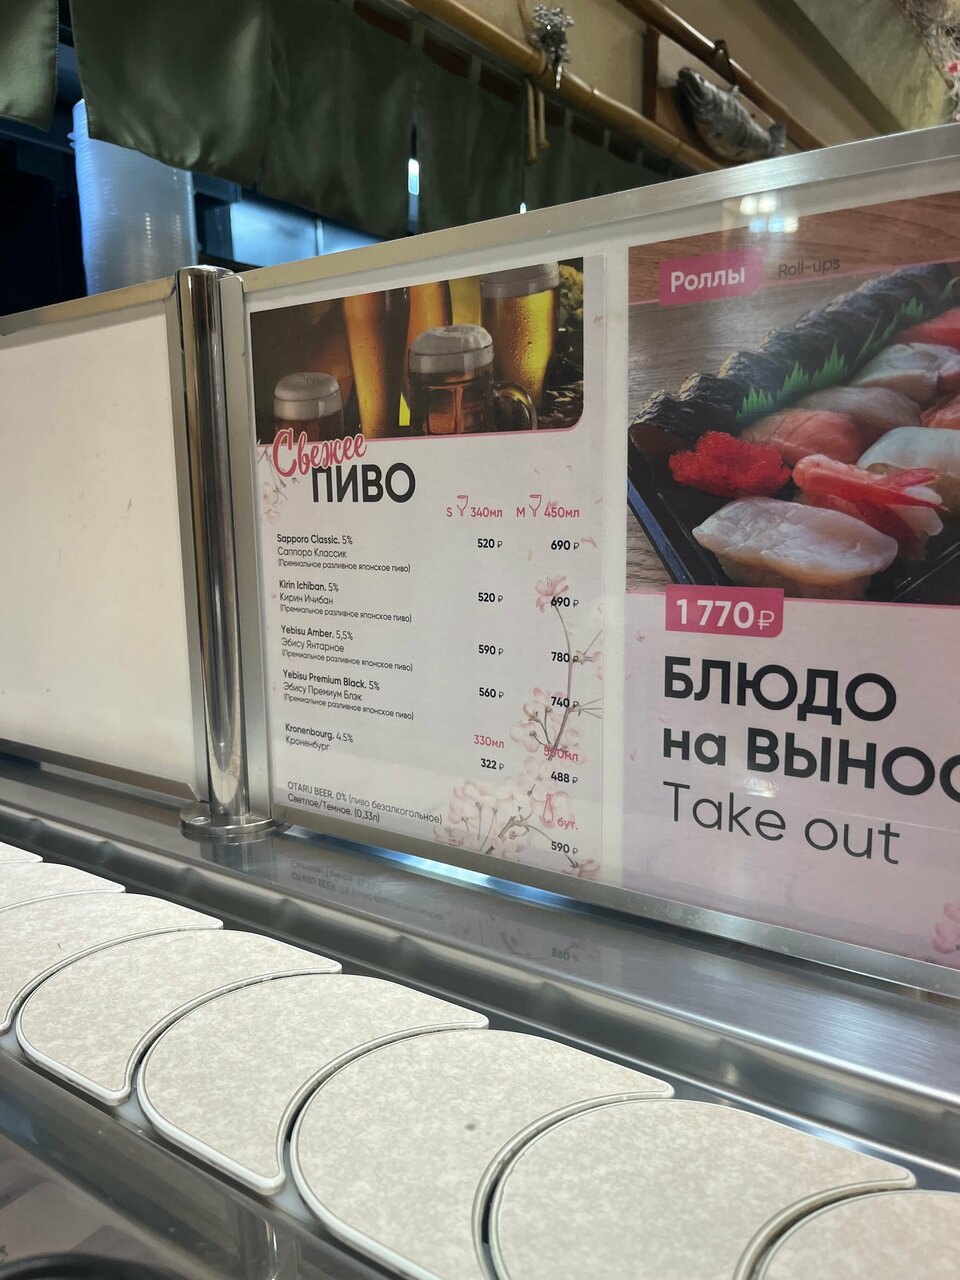 Свежее
ПИВО
S 340мл M 450мл
Sapporo Classic. 5% 520 ₽ 690 ₽
Саппоро Классик
(Премиальное разливное японское пиво)
Kirin Ichiban. 5% 520 ₽ 690 ₽
Кирин Ичибан
(Премиальное разливное японское пиво)
Yebisu Amber. 5,5% 590 ₽ 780 ₽
Эбису Янтарное
(Премиальное разливное японское пиво)
Yebisu Premium Black. 5% 560 ₽ 740 ₽
Эбису Премиум Блэк
(Премиальное разливное японское пиво)
Kronenbourg. 4.5% 330мл 500мл
Кроненбург 322 ₽ 488 ₽
OTARU BEER. 0% (пиво безалкогольное) бут.
Светлое/Темное. (0,33л) 590 ₽
Роллы Roll-ups
1 770 ₽
БЛЮДО
на ВЫНОС
Take out